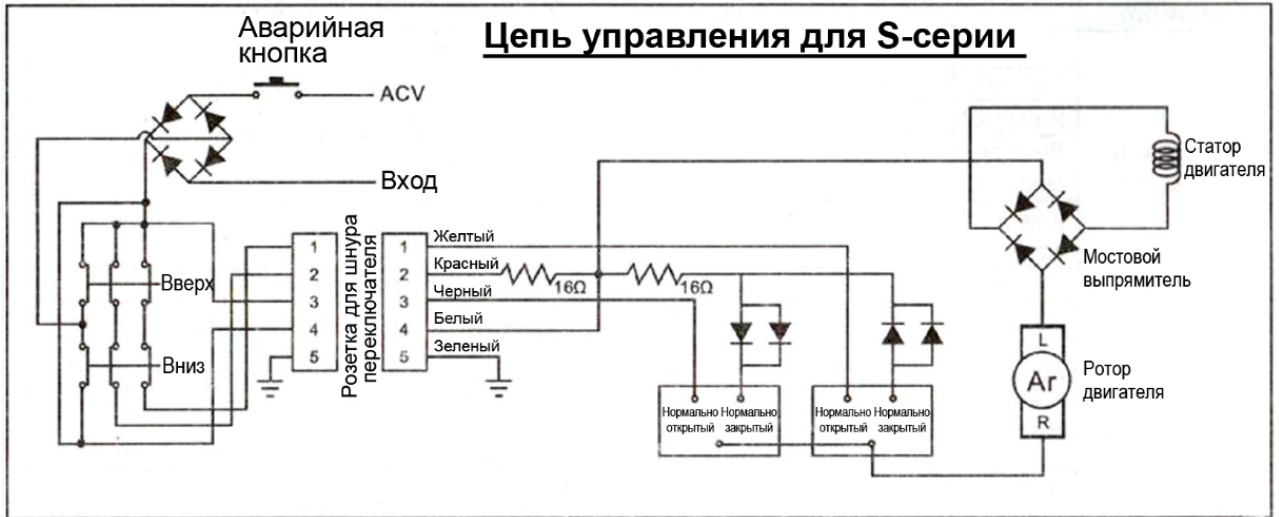 Цепь управления для S-серии
Аварийная
кнопка
ACV
Вход
Вверх
Вниз
1
2
3
4
5
Розетка для шнура
переключателя
1
2
3
4
5
Желтый
Красный
Черный
Белый
Зеленый
16Ω
16Ω
Нормально
открытый
Нормально
закрытый
Нормально
открытый
Нормально
закрытый
Статор
двигателя
Мостовой
выпрямитель
L
Ar
R
Ротор
двигателя